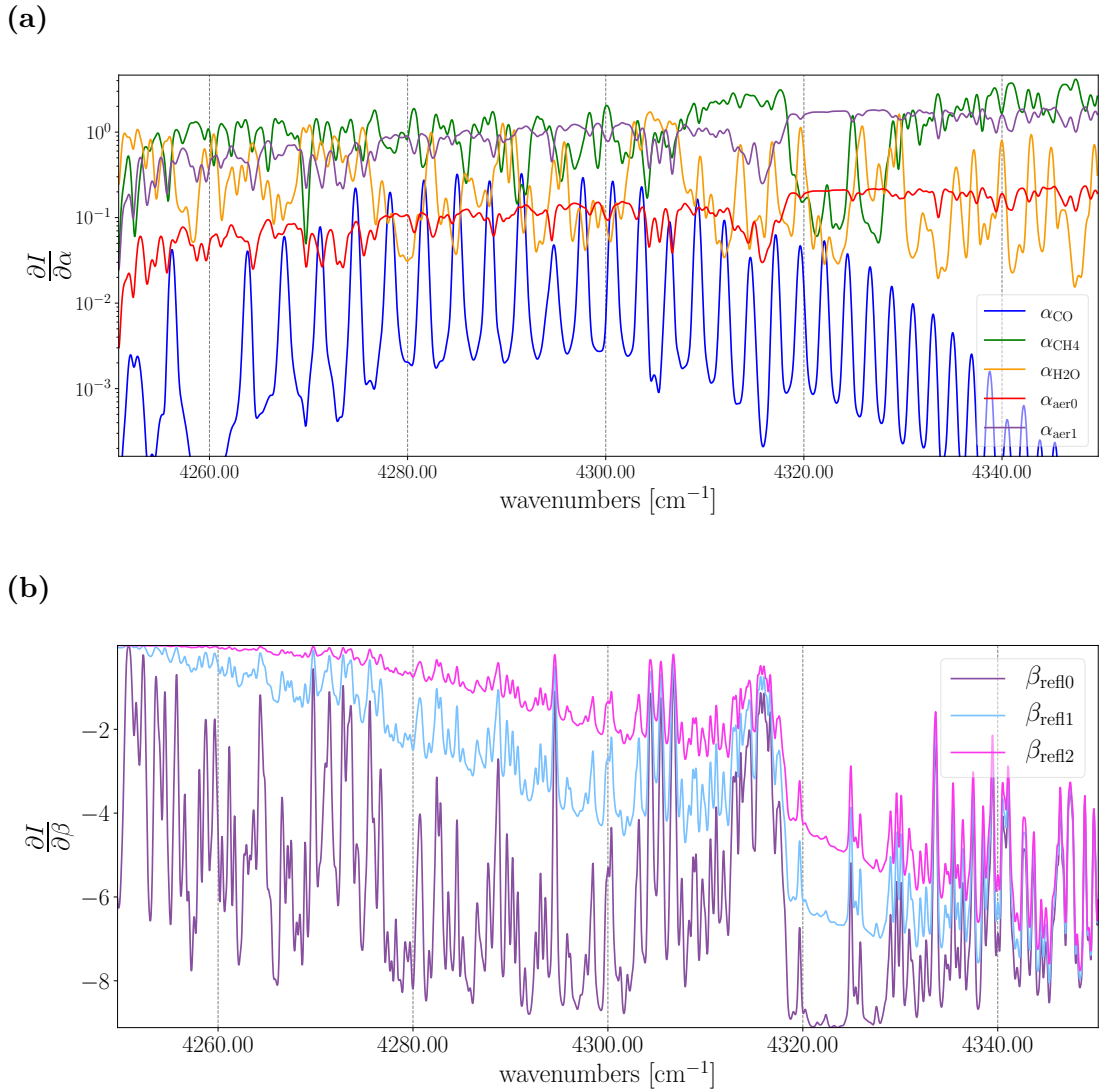 (a)
∂I/∂α
10⁰
10⁻¹
10⁻²
10⁻³
α_CO
α_CH4
α_H2O
α_aer0
α_aer1
4260.00 4280.00 4300.00 4320.00 4340.00
wavenumbers [cm⁻¹]
(b)
∂I/∂β
−2
−4
−6
−8
β_refl0
β_refl1
β_refl2
4260.00 4280.00 4300.00 4320.00 4340.00
wavenumbers [cm⁻¹]